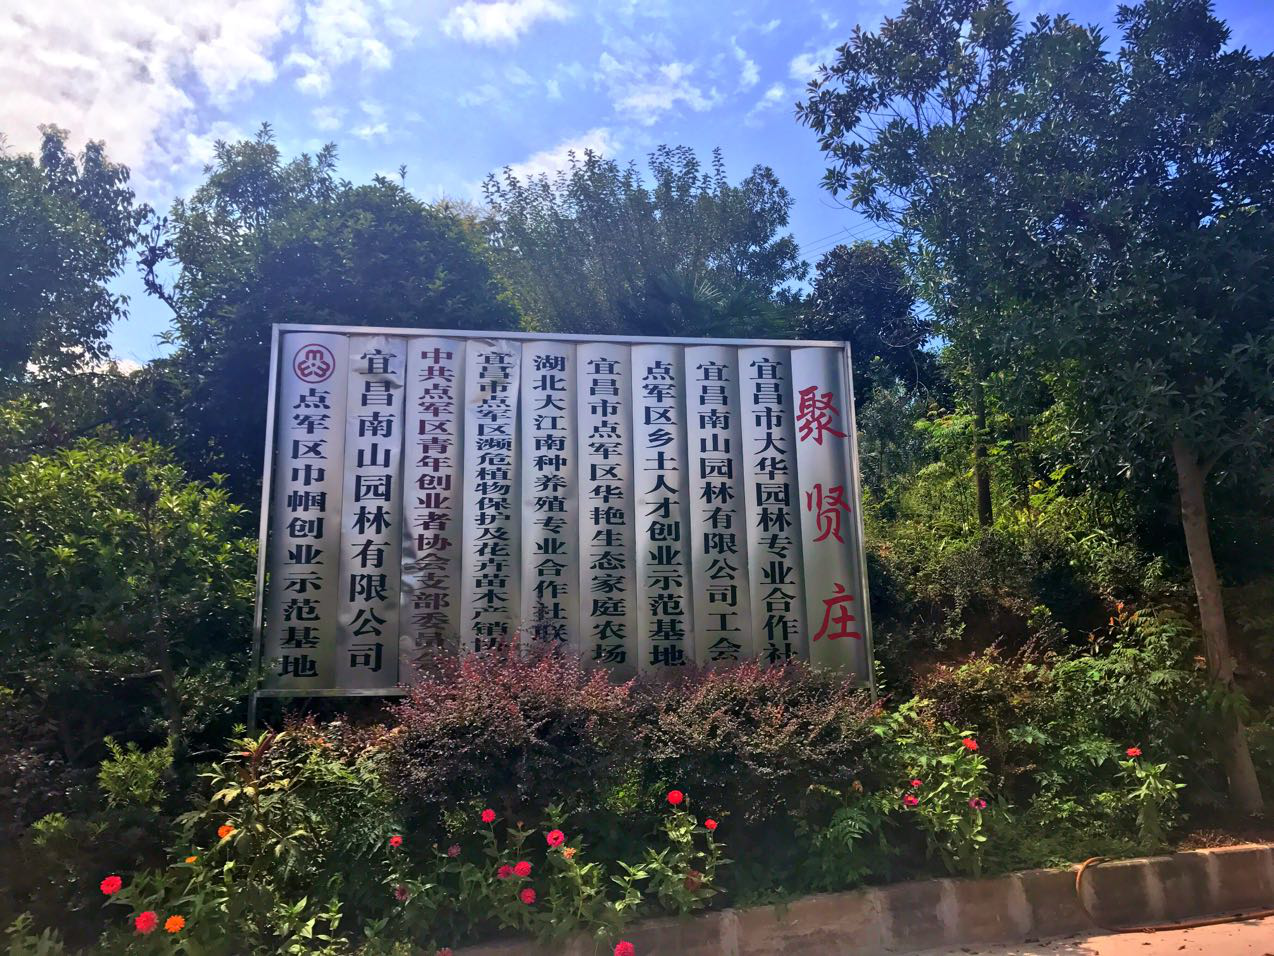 聚贤庄
宜昌市大华园林专业合作社
宜昌南山园林有限公司工会
点军区乡土人才创业示范基地
宜昌市点军区华艳生态家庭农场
湖北大江南种养殖专业合作社联
宜昌市点军区濒危植物保护及花卉苗木产销协
中共点军区青年创业者协会支部委员会
宜昌南山园林有限公司
点军区巾帼创业示范基地